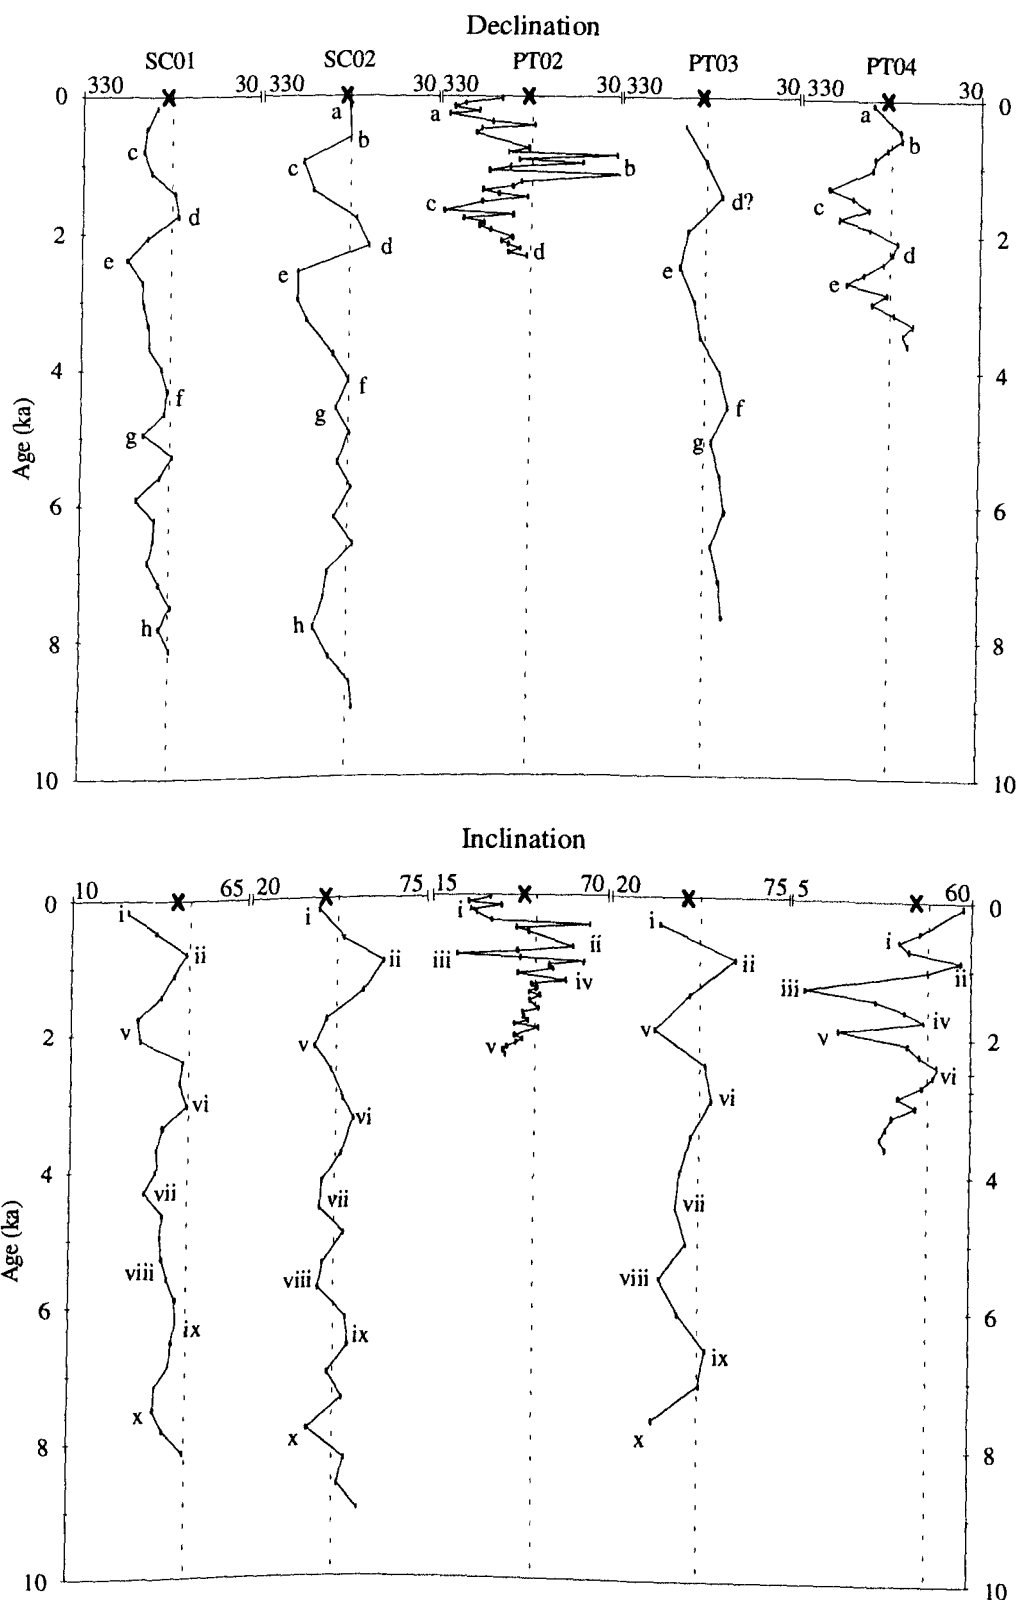 Declination
SC01 SC02 PT02 PT03 PT04
330 30 330 30 330 30 330 30 330 30
0 0
a a a
b b b
c c c c
d d d d? d
2 2
e e e e
4 4
f f f
g g g
Age (ka)
6 6
h h
8 8
10 10
Inclination
10 65 20 75 15 70 20 75 5 60
0 0
i i i i i
ii ii ii ii ii
iii iii
iv iv
v v v v v
2 2
vi vi vi vi
4 4
vii vii vii
Age (ka)
viii viii viii
6 6
ix ix ix
x x x
8 8
10 10